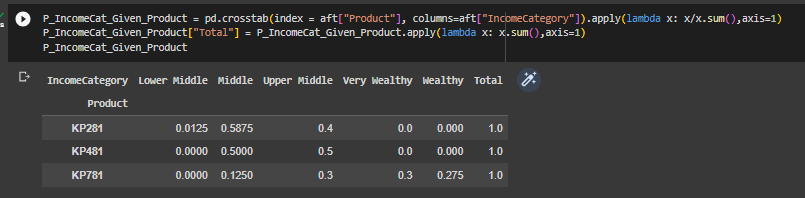 P_IncomeCat_Given_Product = pd.crosstab(index = aft["Product"], columns=aft["IncomeCategory"]).apply(lambda x: x/x.sum(),axis=1)
P_IncomeCat_Given_Product["Total"] = P_IncomeCat_Given_Product.apply(lambda x: x.sum(),axis=1)
P_IncomeCat_Given_Product
IncomeCategory Lower Middle Middle Upper Middle Very Wealthy Wealthy Total
Product
KP281 0.0125 0.5875 0.4 0.0 0.000 1.0
KP481 0.0000 0.5000 0.5 0.0 0.000 1.0
KP781 0.0000 0.1250 0.3 0.3 0.275 1.0